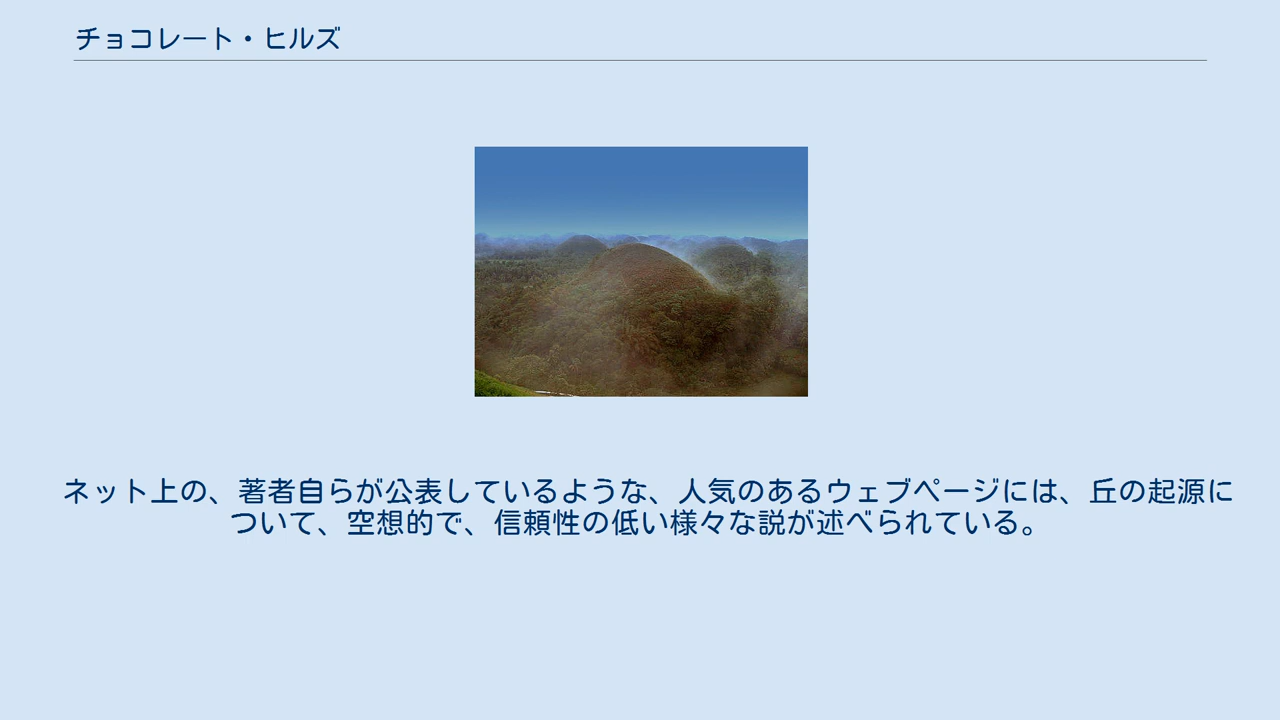 チョコレート・ヒルズ
ネット上の、著者自らが公表しているような、人気のあるウェブページには、丘の起源に
ついて、空想的で、信頼性の低い様々な説が述べられている。